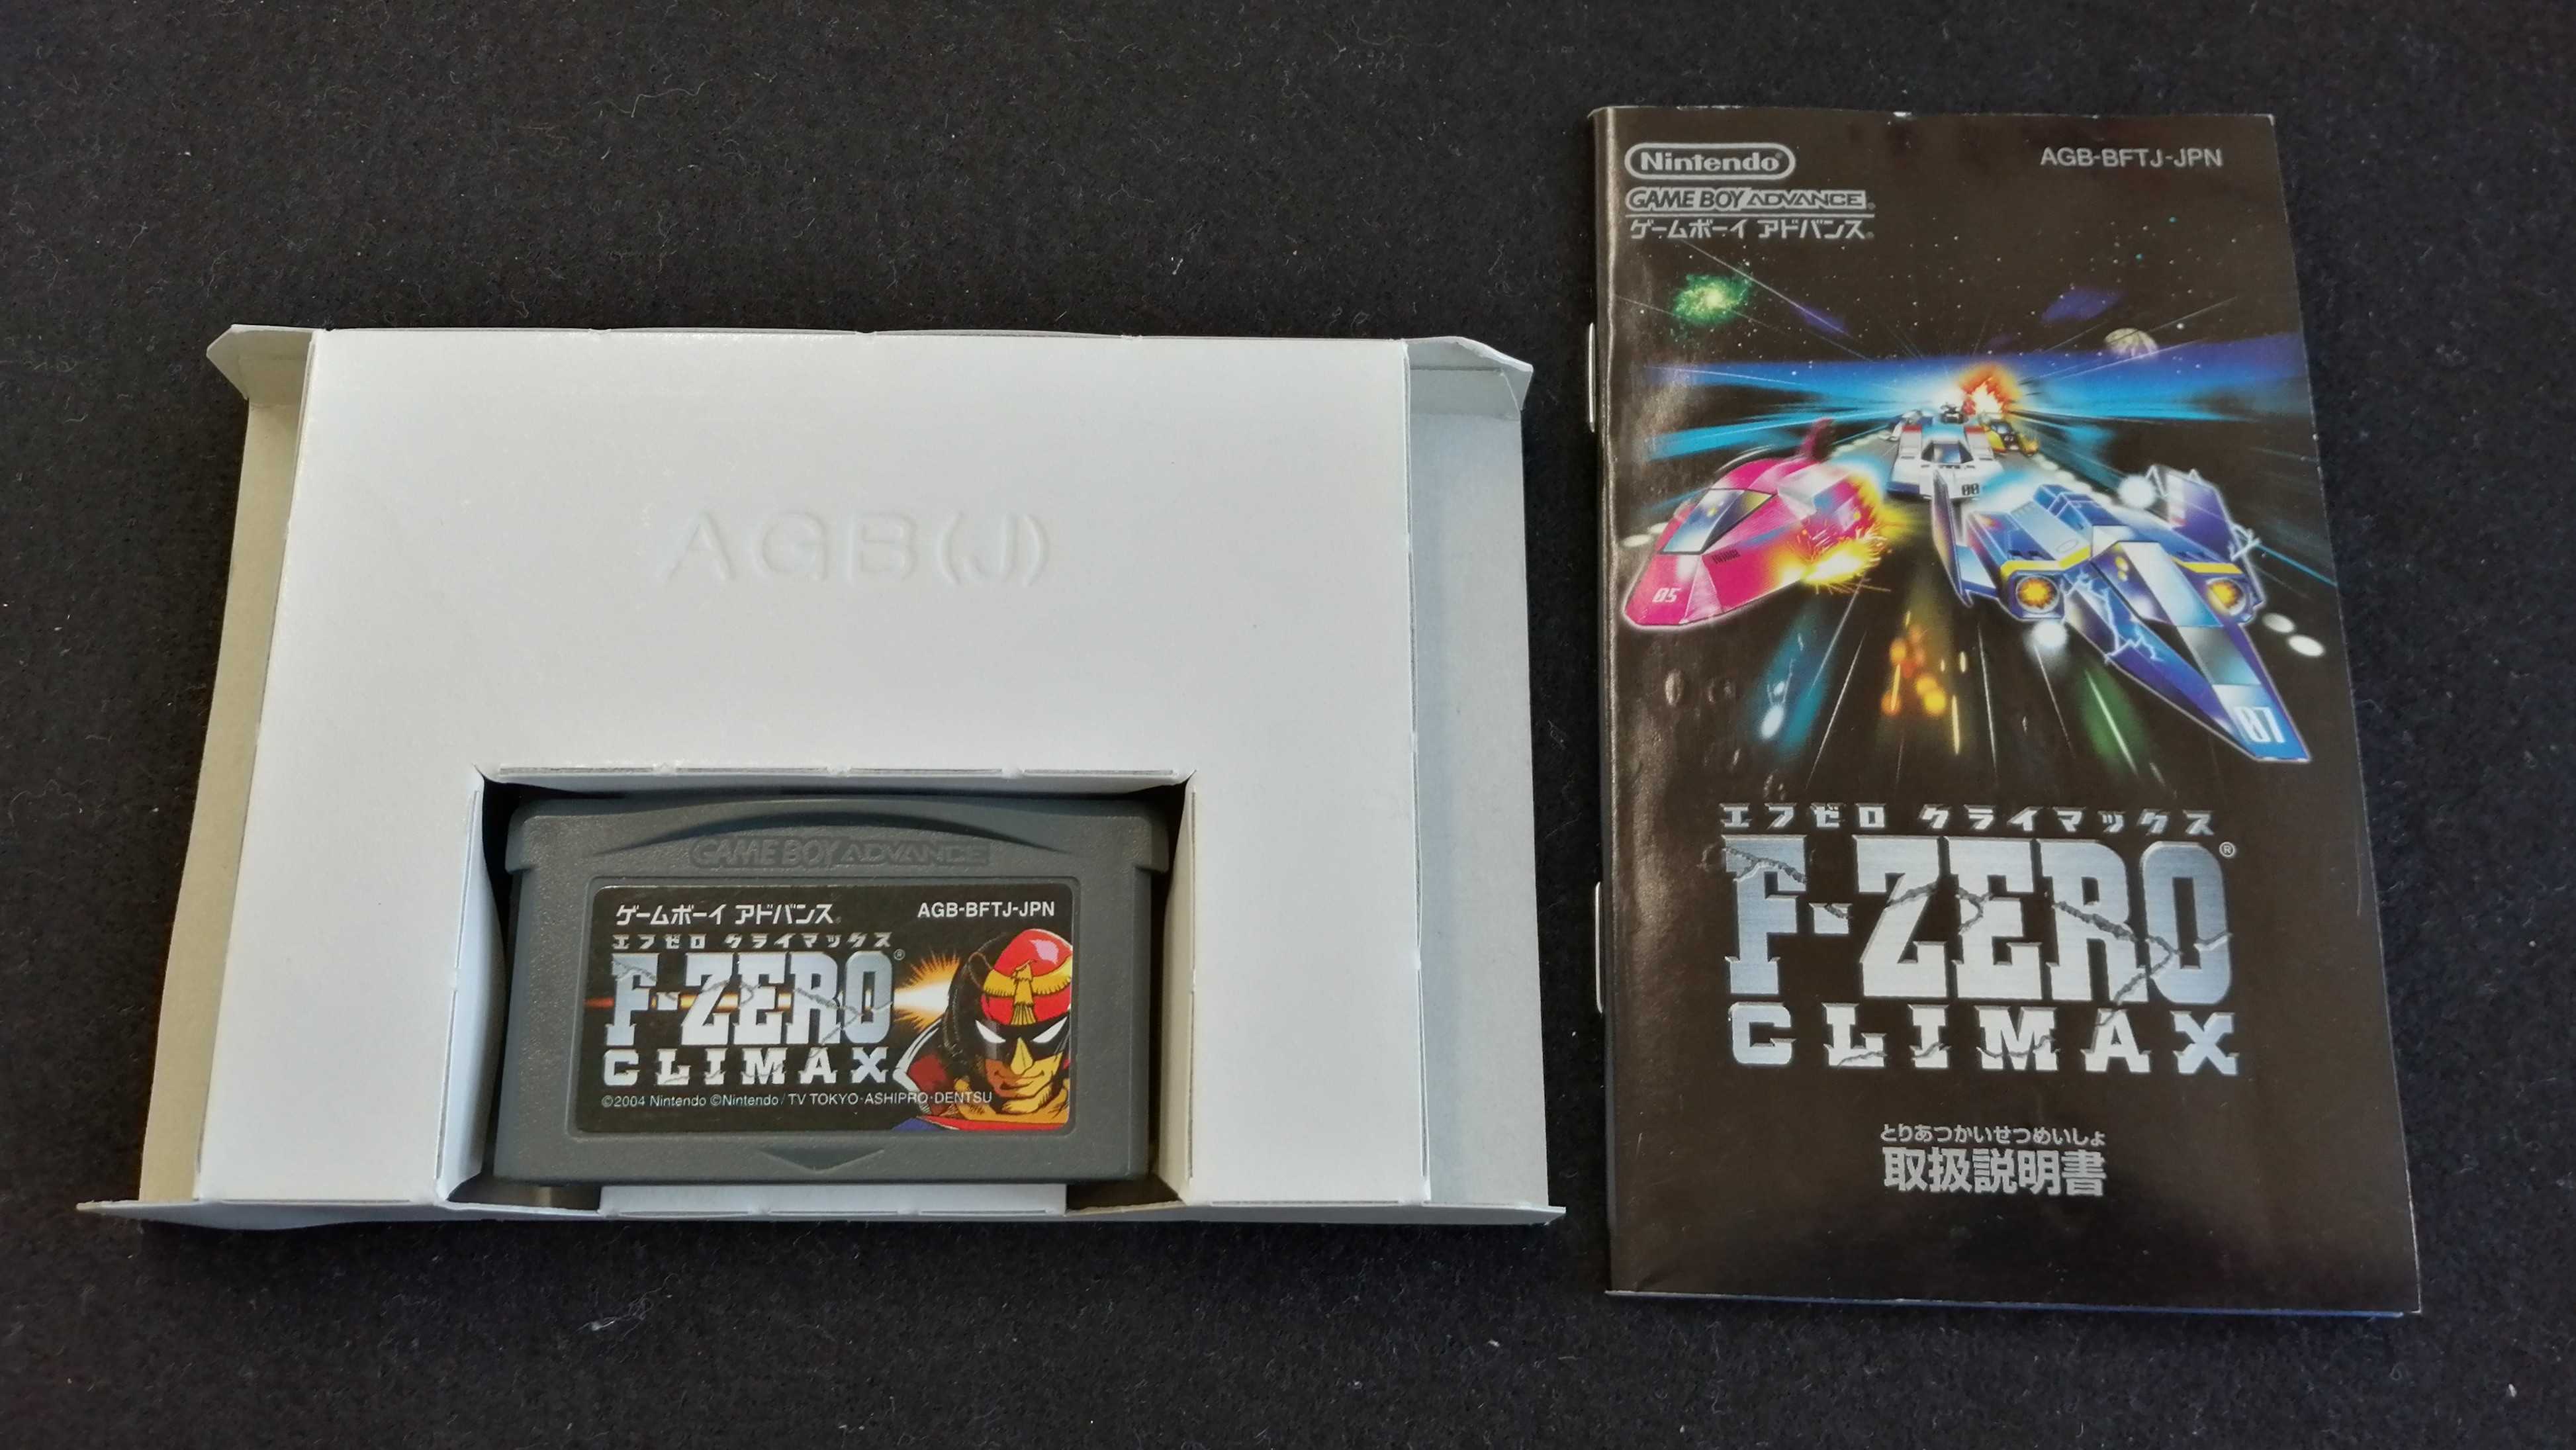 AGB(J)
GAME BOY ADVANCE
ゲームボーイ アドバンス
AGB-BFTJ-JPN
エフゼロ クライマックス
F-ZERO®
CLIMAX
©2004 Nintendo ©Nintendo/TV TOKYO·ASHIPRO·DENTSU
Nintendo®
AGB-BFTJ-JPN
GAME BOY ADVANCE
ゲームボーイ アドバンス
00
05
07
エフゼロ クライマックス
F-ZERO®
CLIMAX
とりあつかいせつめいしょ
取扱説明書